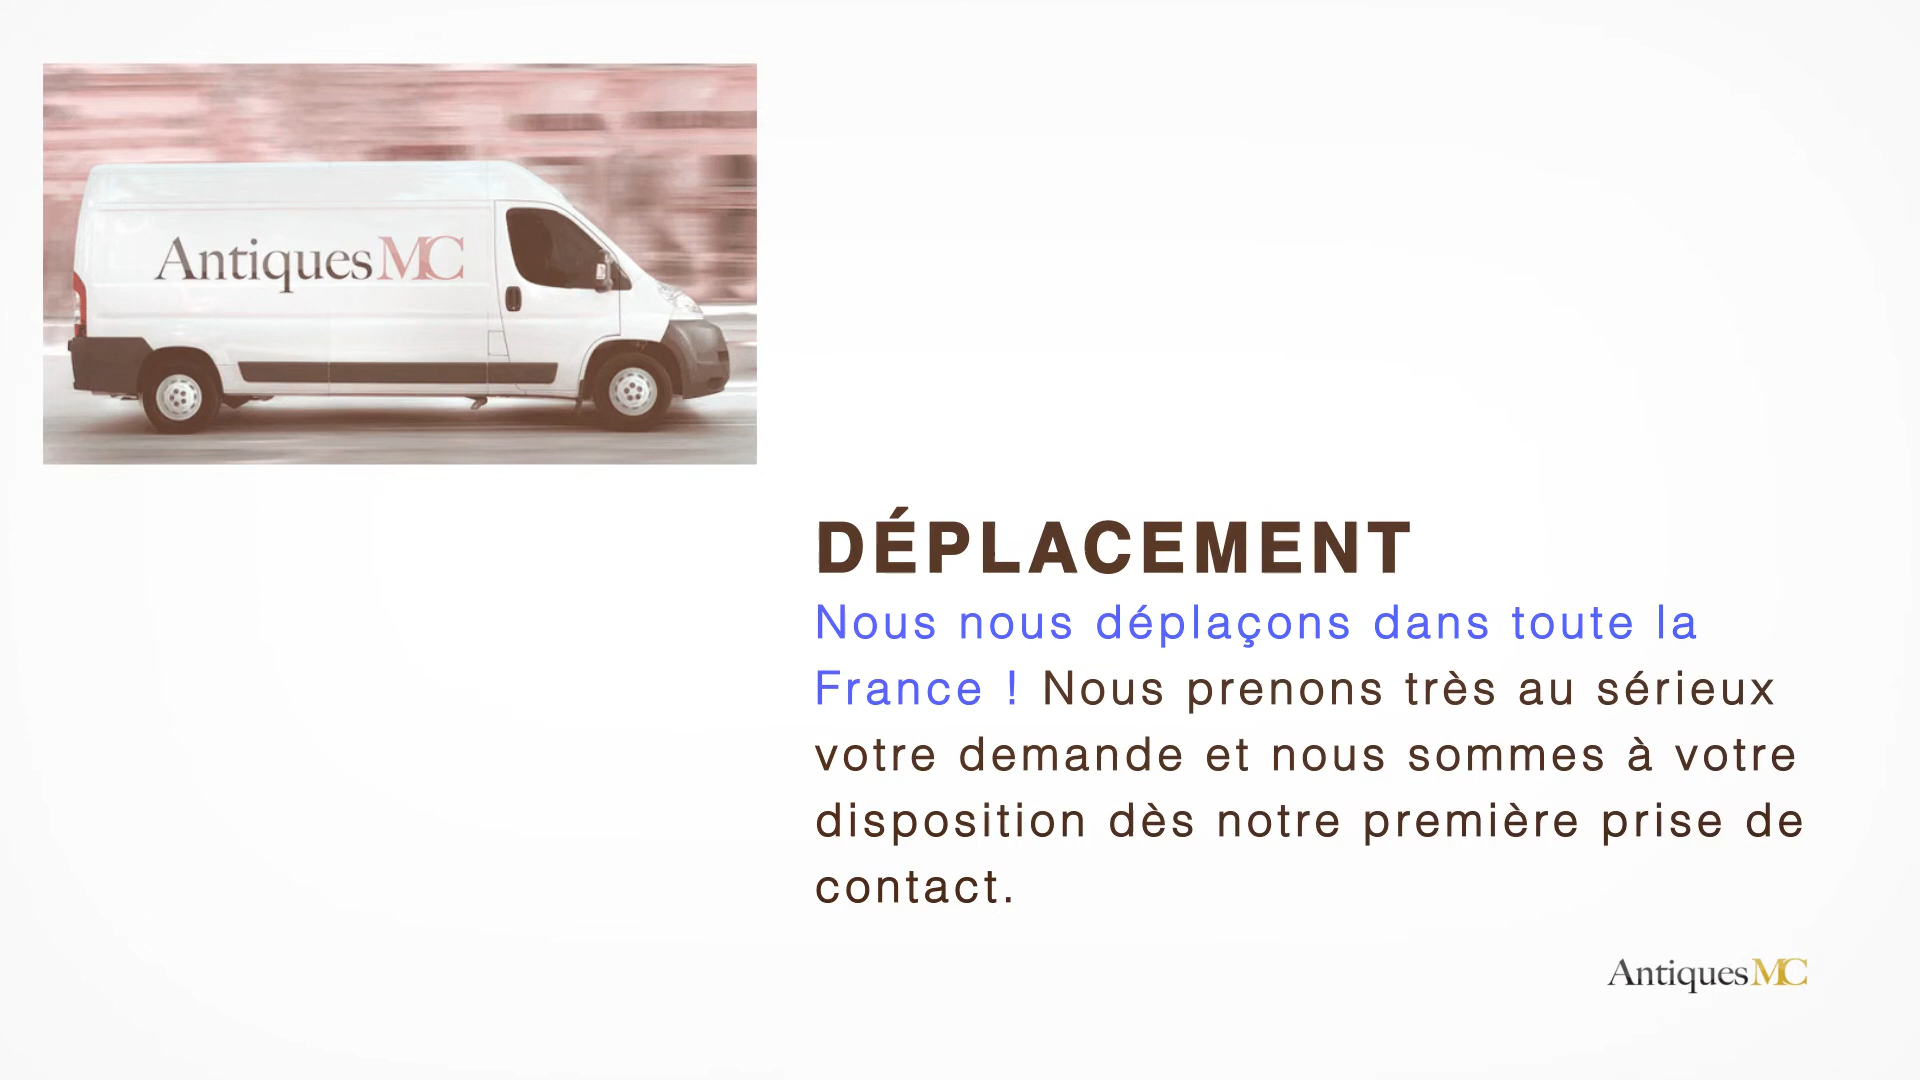 AntiquesMC
DÉPLACEMENT
Nous nous déplaçons dans toute la
France ! Nous prenons très au sérieux
votre demande et nous sommes à votre
disposition dès notre première prise de
contact.
AntiquesMC